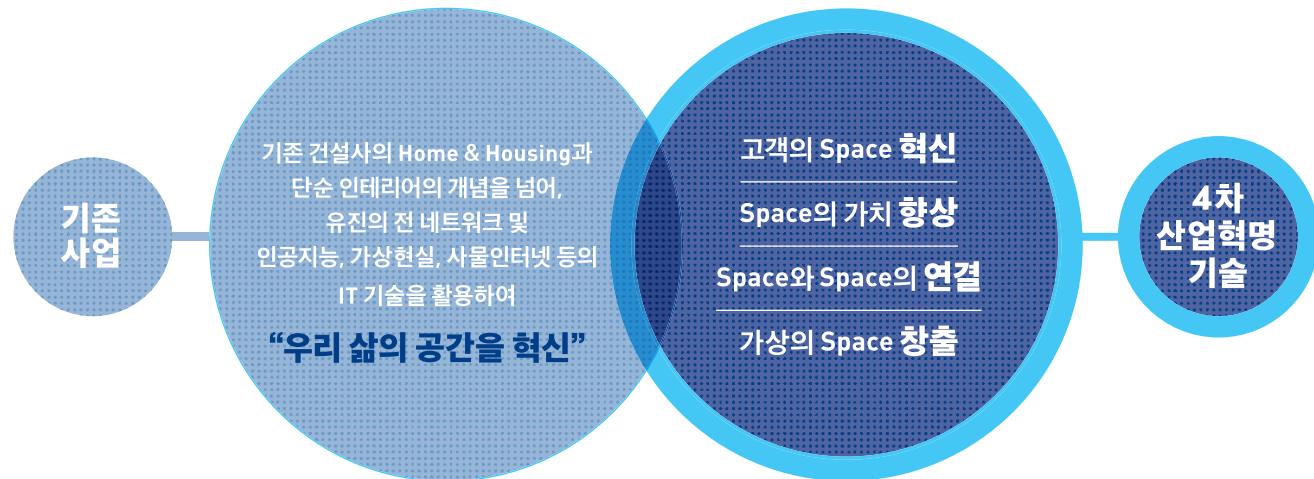 기존
사업
기존 건설사의 Home & Housing과
단순 인테리어의 개념을 넘어,
유진의 전 네트워크 및
인공지능, 가상현실, 사물인터넷 등의
IT 기술을 활용하여
“우리 삶의 공간을 혁신”
고객의 Space 혁신
Space의 가치 향상
Space와 Space의 연결
가상의 Space 창출
4차
산업혁명
기술